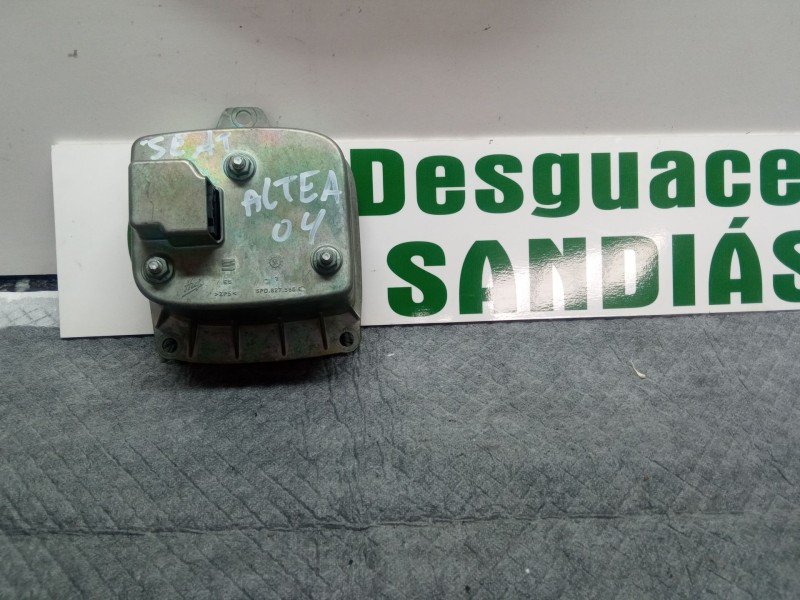 SEAT
ALTEA
04
Desguace
SANDIÁS